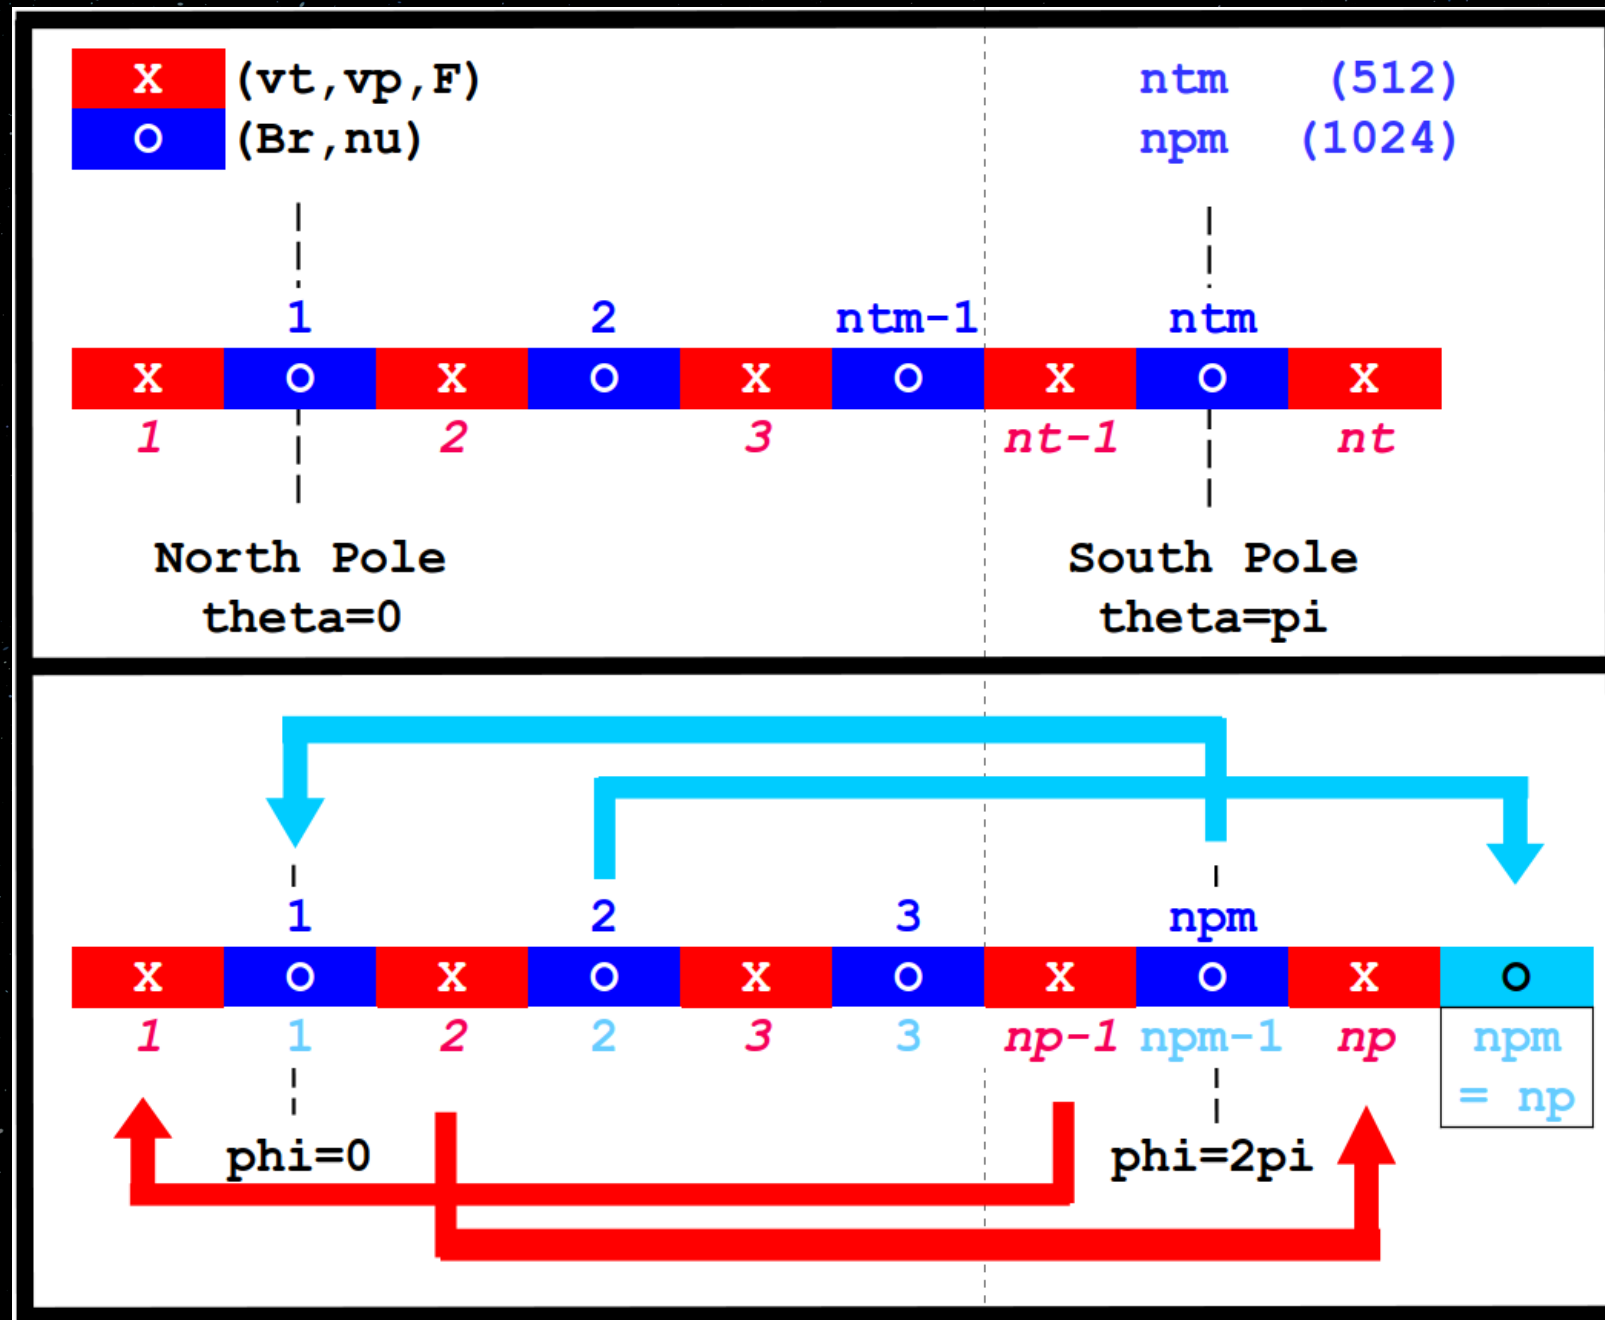 X (vt,vp,F) ntm (512)
O (Br,nu) npm (1024)
1 2 ntm-1 ntm
X O X O X O X O X
1 2 3 nt-1 nt
North Pole South Pole
theta=0 theta=pi
1 2 3 npm
X O X O X O X O X O
1 1 2 2 3 3 np-1 npm-1 np npm
= np
phi=0 phi=2pi